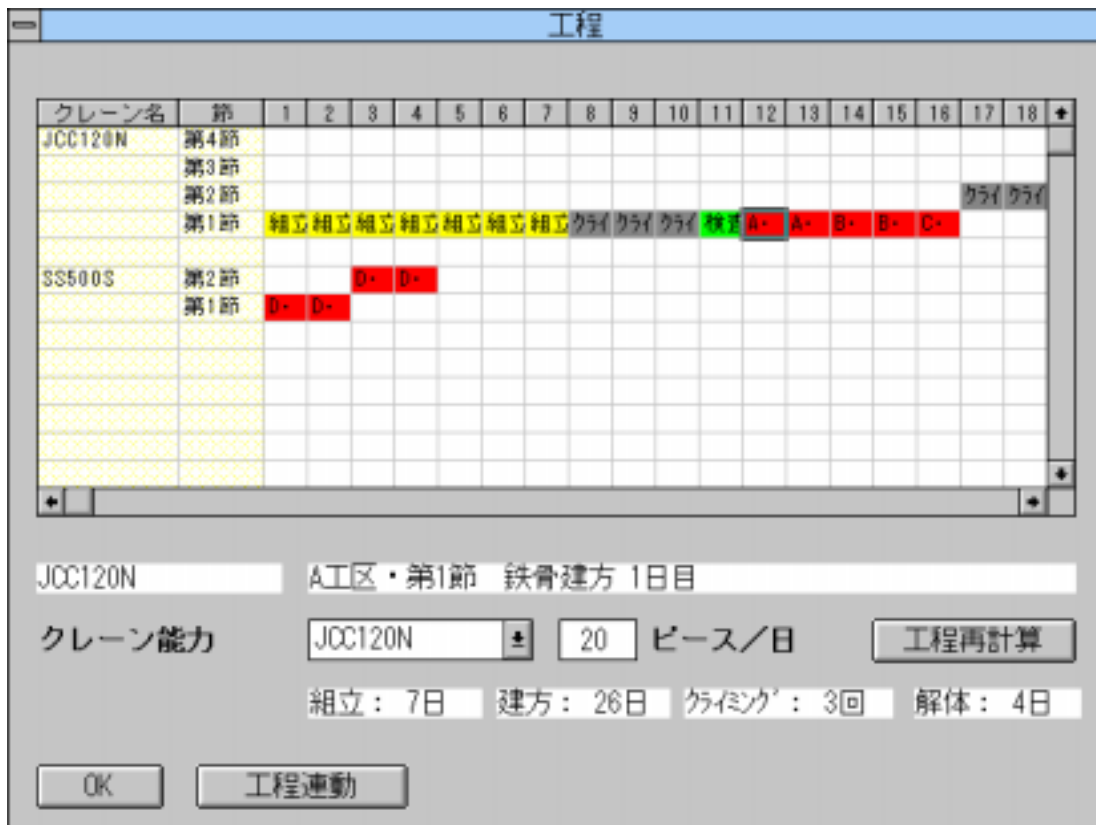 工程
クレーン名 節 1 2 3 4 5 6 7 8 9 10 11 12 13 14 15 16 17 18
JCC120N 第4節
第3節
第2節 クライ クライ
第1節 組立 組立 組立 組立 組立 組立 組立 クライ クライ クライ 検査 A・ A・ B・ B・ C・
SS500S 第2節 D・ D・
第1節 D・ D・
JCC120N A工区・第1節 鉄骨建方 1日目
クレーン能力 JCC120N 20 ピース/日 工程再計算
組立： 7日 建方： 26日 ｸﾗｲﾐﾝｸﾞ： 3回 解体： 4日
OK 工程連動